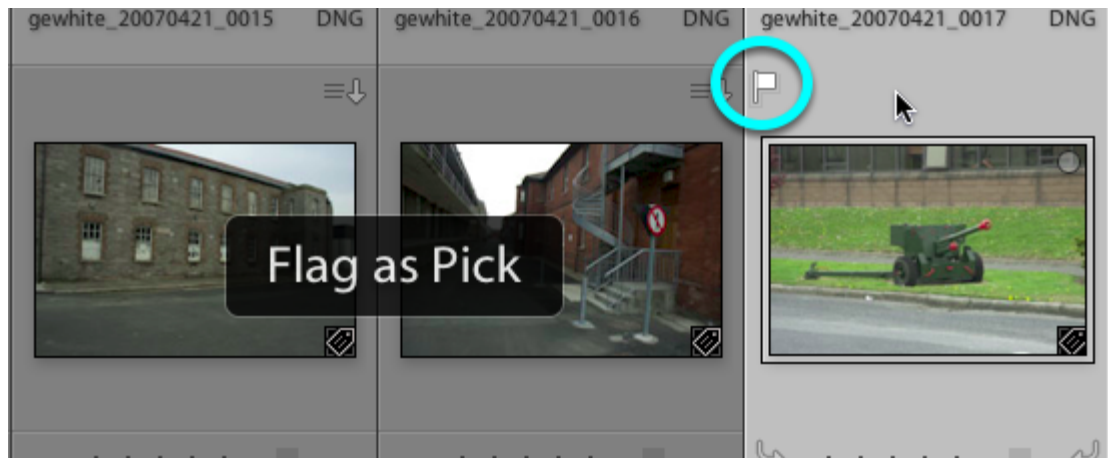 gewhite_20070421_0015 DNG
gewhite_20070421_0016 DNG
gewhite_20070421_0017 DNG
Flag as Pick